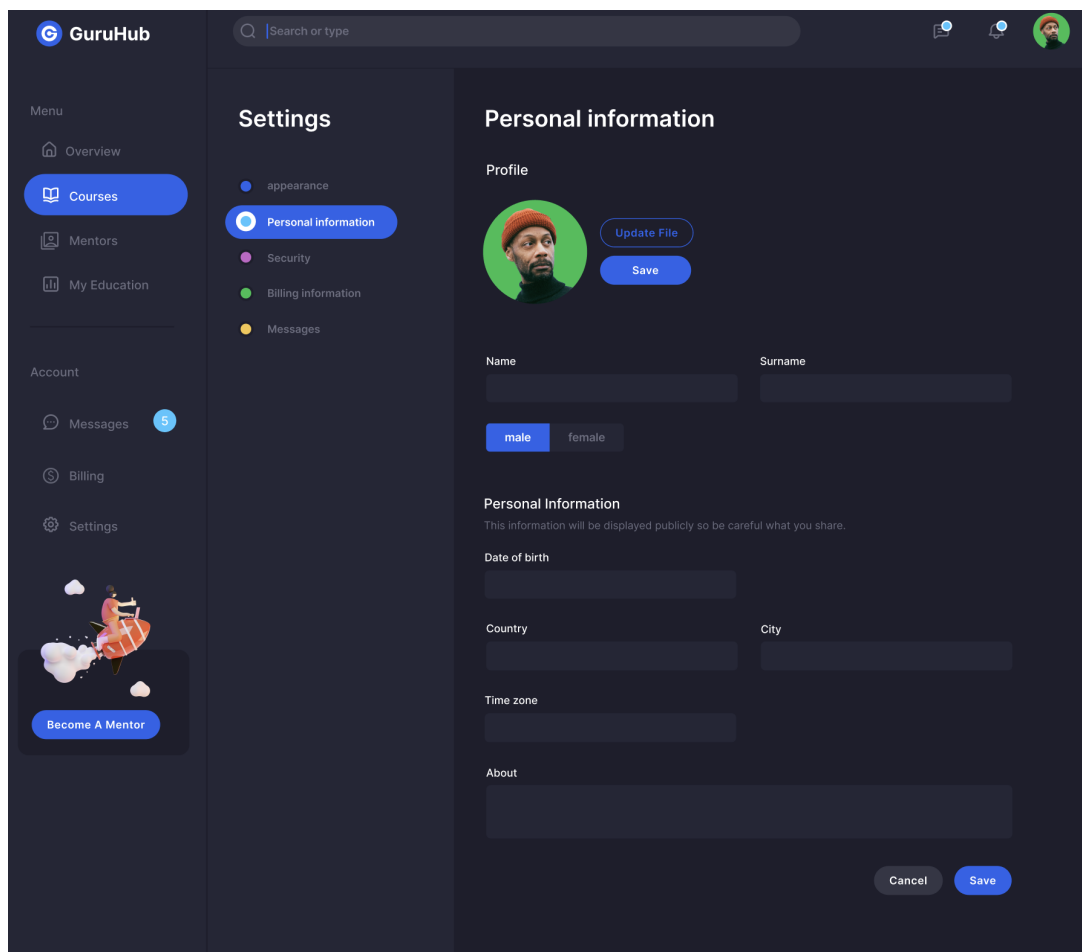 GuruHub
Search or type
Menu
Overview
Courses
Mentors
My Education
Account
Messages
5
Billing
Settings
Become A Mentor
Settings
appearance
Personal information
Security
Billing information
Messages
Personal information
Profile
Update File
Save
Name
Surname
male
female
Personal Information
This information will be displayed publicly so be careful what you share.
Date of birth
Country
City
Time zone
About
Cancel
Save